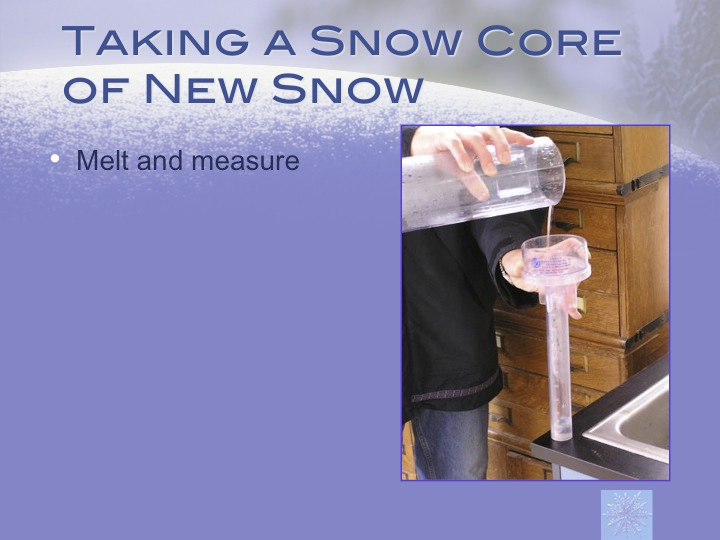 Taking a Snow Core
of New Snow
• Melt and measure